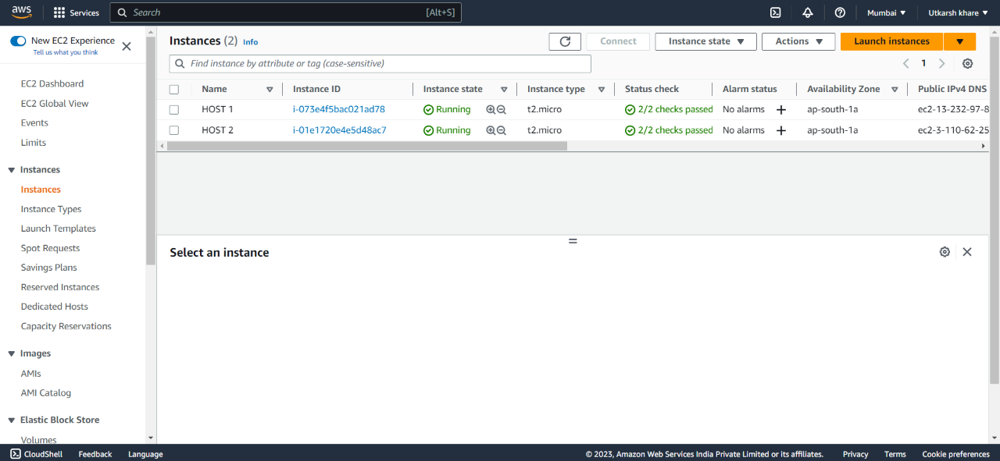 aws Services Search [Alt+S] Mumbai Utkarsh khare
New EC2 Experience
Tell us what you think
EC2 Dashboard
EC2 Global View
Events
Limits
Instances
Instances
Instance Types
Launch Templates
Spot Requests
Savings Plans
Reserved Instances
Dedicated Hosts
Capacity Reservations
Images
AMIs
AMI Catalog
Elastic Block Store
Volumes
Instances (2) Info Connect Instance state Actions Launch instances
Find instance by attribute or tag (case-sensitive) 1
Name Instance ID Instance state Instance type Status check Alarm status Availability Zone Public IPv4 DNS
HOST 1 i-073e4f5bac021ad78 Running t2.micro 2/2 checks passed No alarms + ap-south-1a ec2-13-232-97-8
HOST 2 i-01e1720e4e5d48ac7 Running t2.micro 2/2 checks passed No alarms + ap-south-1a ec2-3-110-62-25
Select an instance
CloudShell Feedback Language © 2023, Amazon Web Services India Private Limited or its affiliates. Privacy Terms Cookie preferences